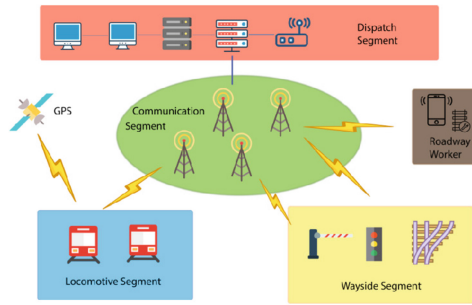 Dispatch
Segment
GPS
Communication
Segment
Roadway
Worker
Locomotive Segment
Wayside Segment